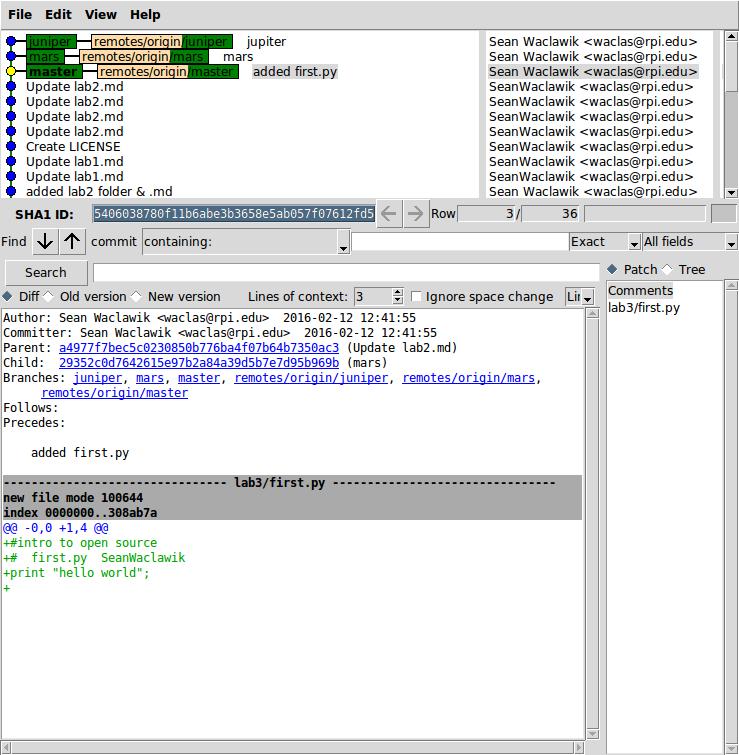 File Edit View Help
juniper remotes/origin/juniper jupiter Sean Waclawik <waclas@rpi.edu>
mars remotes/origin/mars mars Sean Waclawik <waclas@rpi.edu>
master remotes/origin/master added first.py Sean Waclawik <waclas@rpi.edu>
Update lab2.md SeanWaclawik <waclas@rpi.edu>
Update lab2.md SeanWaclawik <waclas@rpi.edu>
Update lab2.md SeanWaclawik <waclas@rpi.edu>
Update lab2.md SeanWaclawik <waclas@rpi.edu>
Create LICENSE SeanWaclawik <waclas@rpi.edu>
Update lab1.md SeanWaclawik <waclas@rpi.edu>
Update lab1.md SeanWaclawik <waclas@rpi.edu>
added lab2 folder & .md Sean Waclawik <waclas@rpi.edu>
SHA1 ID: 5406038780f11b6abe3b3658e5ab057f07612fd5 Row 3 / 36
Find commit containing: Exact All fields
Search
Patch Tree
Diff Old version New version Lines of context: 3 Ignore space change Lin
Comments
lab3/first.py
Author: Sean Waclawik <waclas@rpi.edu>  2016-02-12 12:41:55
Committer: Sean Waclawik <waclas@rpi.edu>  2016-02-12 12:41:55
Parent: a4977f7bec5c0230850b776ba4f07b64b7350ac3 (Update lab2.md)
Child:  29352c0d7642615e97b2a84a39d5b7e7d95b969b (mars)
Branches: juniper, mars, master, remotes/origin/juniper, remotes/origin/mars,
remotes/origin/master
Follows:
Precedes:
added first.py
------------------------------- lab3/first.py -------------------------------
new file mode 100644
index 0000000..308ab7a
@@ -0,0 +1,4 @@
+#intro to open source
+#  first.py  SeanWaclawik
+print "hello world";
+